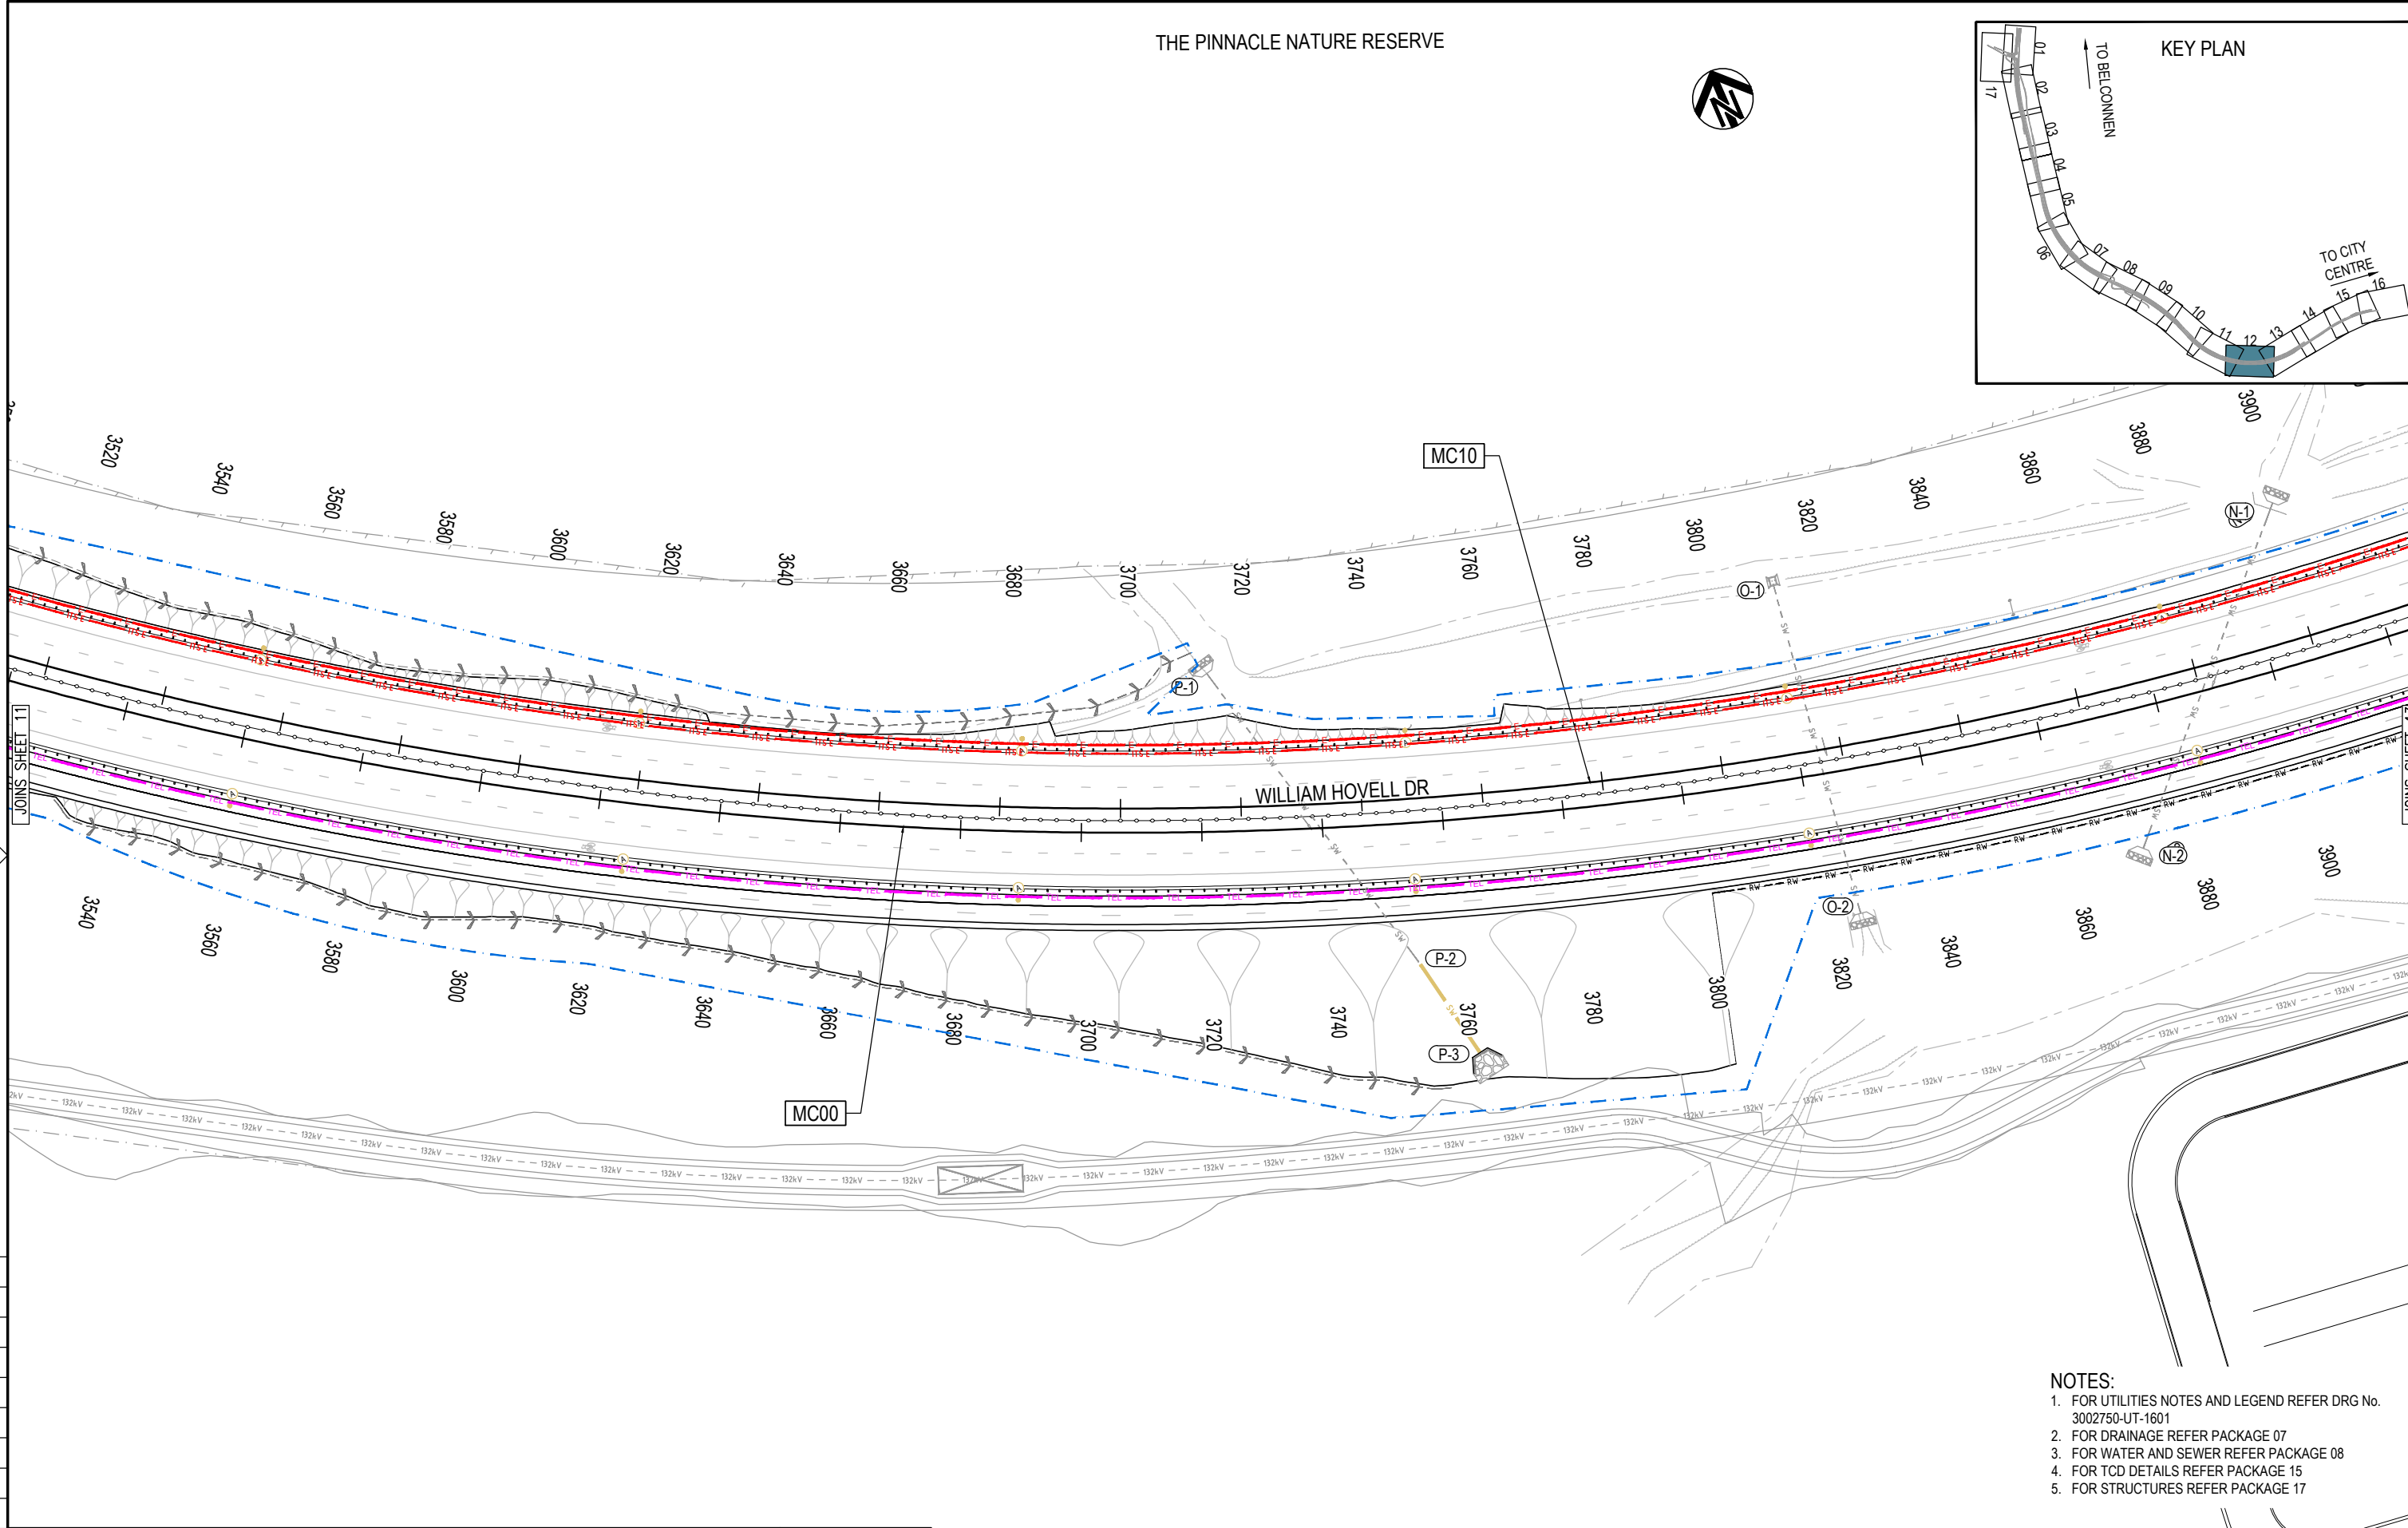 THE PINNACLE NATURE RESERVE
KEY PLAN
TO BELCONNEN
TO CITY
CENTRE
01
02
03
04
05
06
07
08
09
10
11
12
13
14
15
16
17
N
3520
3540
3560
3580
3600
3620
3640
3660
3680
3700
3720
3740
3760
3780
3800
3820
3840
3860
3880
3900
MC10
N-1
O-1
P-1
JOINS SHEET 11
WILLIAM HOVELL DR
HSE
E
TEL
SW
RW
A
N-2
O-2
P-2
P-3
MC00
3540
3560
3580
3600
3620
3640
3660
3680
3700
3720
3740
3760
3780
3800
3820
3840
3860
3880
3900
132kV
NOTES:
1. FOR UTILITIES NOTES AND LEGEND REFER DRG No.
3002750-UT-1601
2. FOR DRAINAGE REFER PACKAGE 07
3. FOR WATER AND SEWER REFER PACKAGE 08
4. FOR TCD DETAILS REFER PACKAGE 15
5. FOR STRUCTURES REFER PACKAGE 17